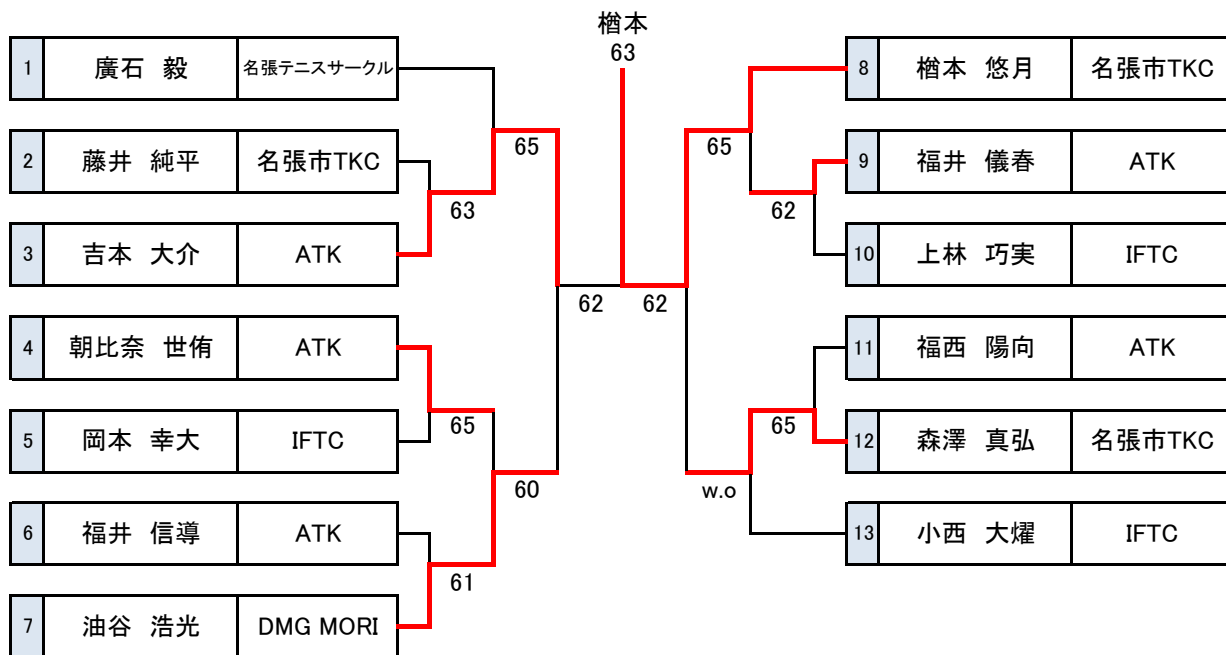 楢本
63
1 廣石 毅 名張テニスサークル
2 藤井 純平 名張市TKC
3 吉本 大介 ATK
4 朝比奈 世侑 ATK
5 岡本 幸大 IFTC
6 福井 信導 ATK
7 油谷 浩光 DMG MORI
65
63
65
60
61
62
62
65
62
65
w.o
8 楢本 悠月 名張市TKC
9 福井 儀春 ATK
10 上林 巧実 IFTC
11 福西 陽向 ATK
12 森澤 真弘 名張市TKC
13 小西 大燿 IFTC